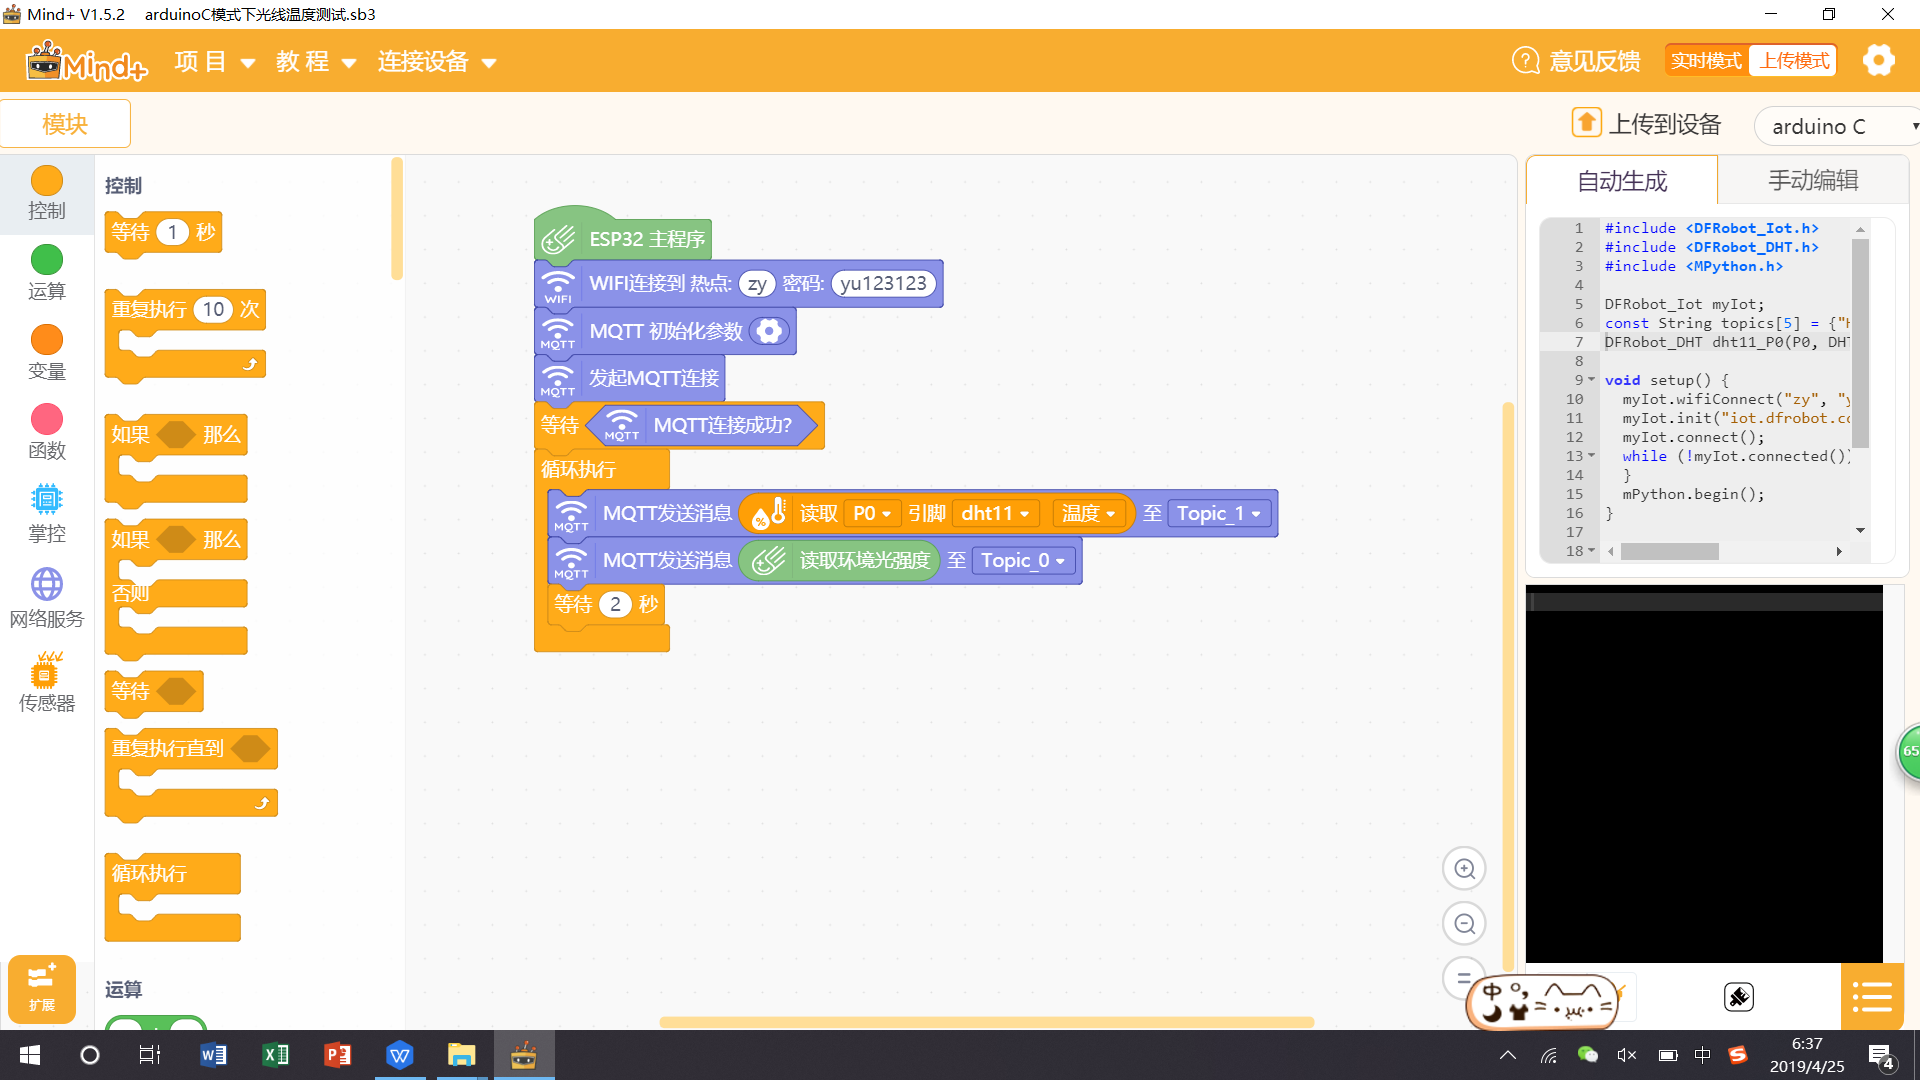 Mind+ V1.5.2 arduinoC模式下光线温度测试.sb3
Mind+ 项目 教程 连接设备 意见反馈 实时模式 上传模式
模块 上传到设备 arduino C
控制
运算
变量
函数
掌控
网络服务
传感器
扩展
控制
等待 1 秒
重复执行 10 次
如果 那么
如果 那么
否则
等待
重复执行直到
循环执行
运算
ESP32 主程序
WIFI WIFI连接到 热点: zy 密码: yu123123
MQTT MQTT 初始化参数
MQTT 发起MQTT连接
等待 MQTT MQTT连接成功?
循环执行
MQTT MQTT发送消息 % 读取 P0 引脚 dht11 温度 至 Topic_1
MQTT MQTT发送消息 读取环境光强度 至 Topic_0
等待 2 秒
自动生成 手动编辑
1 #include <DFRobot_Iot.h>
2 #include <DFRobot_DHT.h>
3 #include <MPython.h>
4
5 DFRobot_Iot myIot;
6 const String topics[5] = {"
7 DFRobot_DHT dht11_P0(P0, DHT
8
9 void setup() {
10 myIot.wifiConnect("zy", "y
11 myIot.init("iot.dfrobot.co
12 myIot.connect();
13 while (!myIot.connected())
14 }
15 mPython.begin();
16 }
17
18
65
中
中
6:37
2019/4/25
4